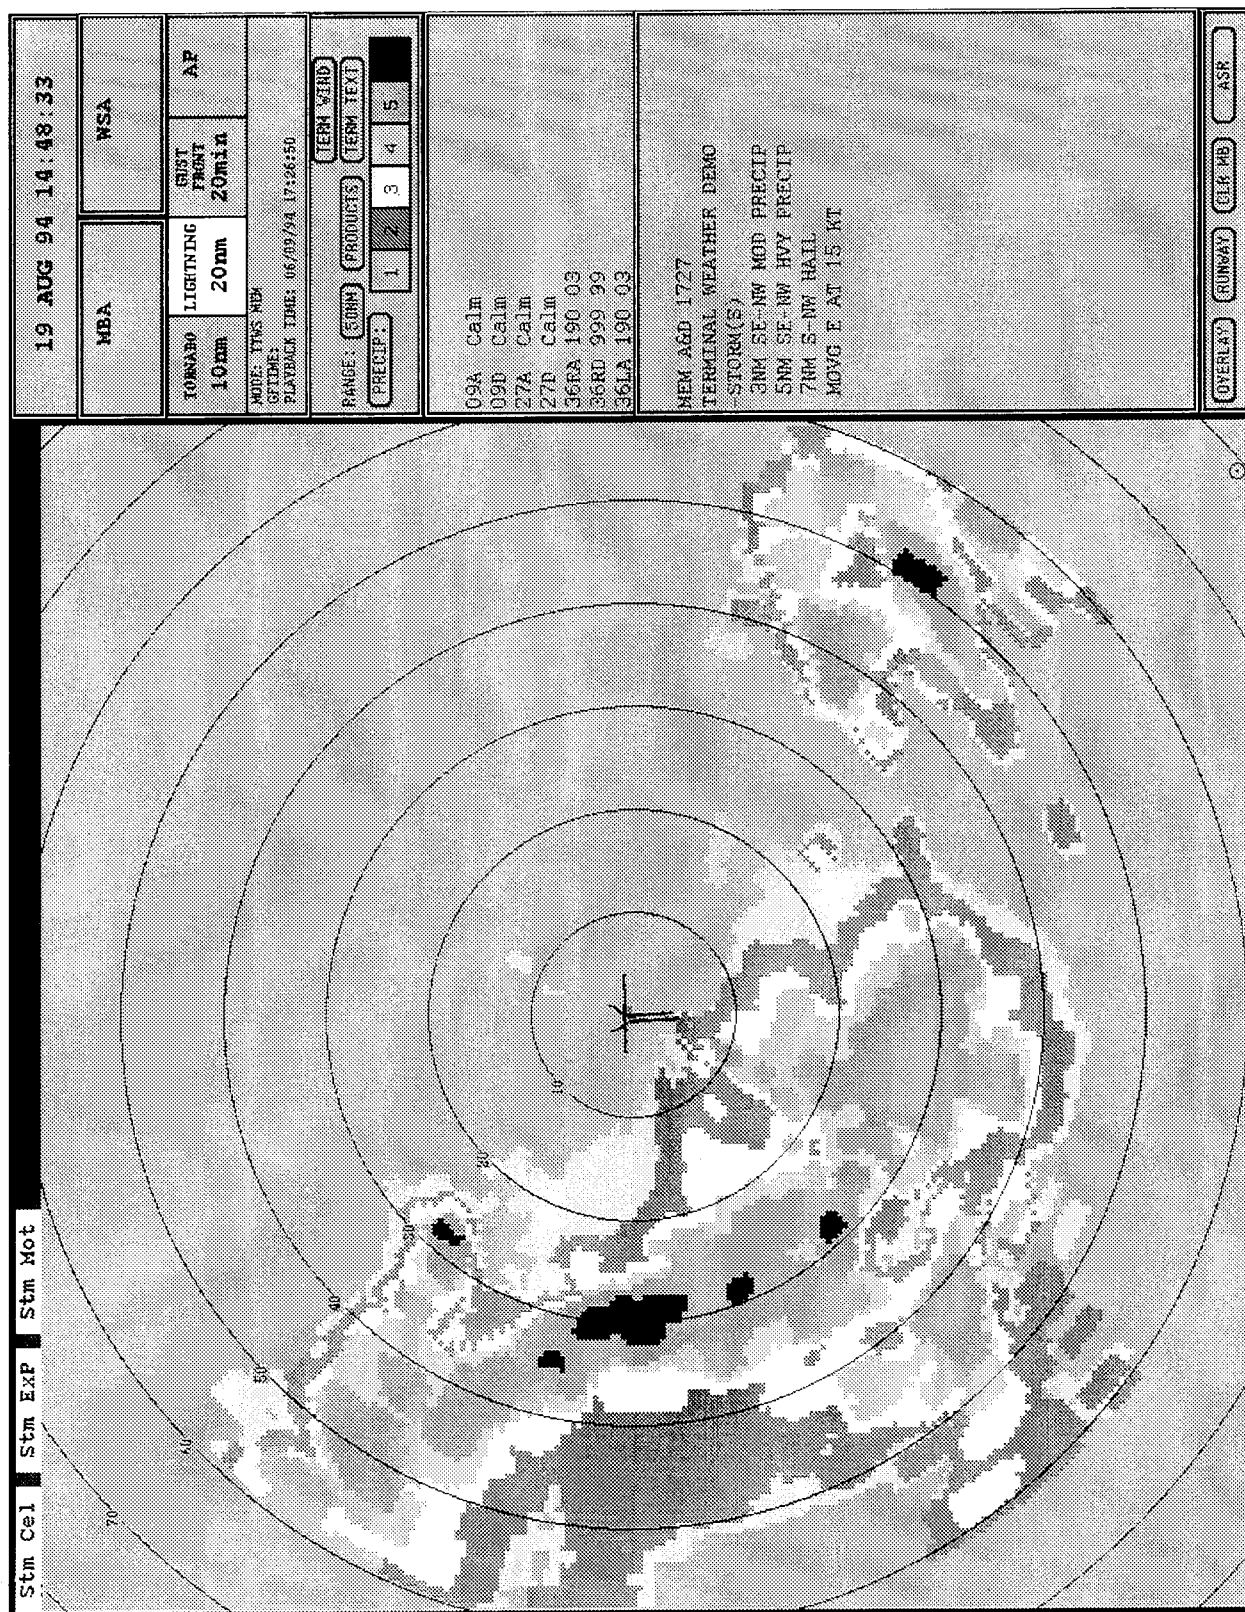 Stm Cel Stm ExP Stm Mot
19 AUG 94 14:48:33
MBA WSA
TORNADO 10nm
LIGHTNING 20nm
GUST FRONT 20min
AP
MODE: TTWS MEM
GFTIME:
PLAYBACK TIME: 06/09/94 17:26:50
RANGE: 50NM PRODUCTS TERM WIND
TERM TEXT
PRECIP: 1 2 3 4 5
09A Calm
09D Calm
27A Calm
27D Calm
36RA 190 03
36RD 999 99
36LA 190 03
MEM A&D 1727
TERMINAL WEATHER DEMO
-STORM(S)
3NM SE-NW MOD PRECIP
5NM SE-NW HVY PRECIP
7NM S-NW HAIL
MOVG E AT 15 KT
OVERLAY RUNWAY CLR MB ASR
10
20
30
40
50
60
70